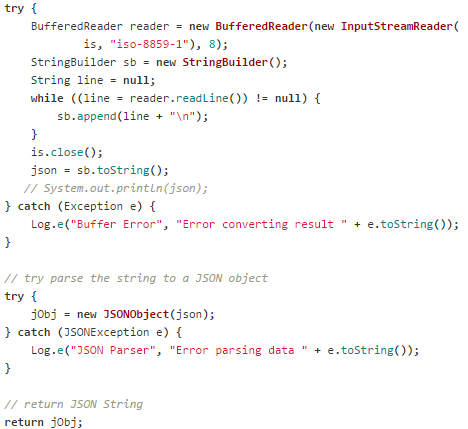 try {
    BufferedReader reader = new BufferedReader(new InputStreamReader(
            is, "iso-8859-1"), 8);
    StringBuilder sb = new StringBuilder();
    String line = null;
    while ((line = reader.readLine()) != null) {
        sb.append(line + "\n");
    }
    is.close();
    json = sb.toString();
   // System.out.println(json);
} catch (Exception e) {
    Log.e("Buffer Error", "Error converting result " + e.toString());
}

// try parse the string to a JSON object
try {
    jObj = new JSONObject(json);
} catch (JSONException e) {
    Log.e("JSON Parser", "Error parsing data " + e.toString());
}

// return JSON String
return jObj;